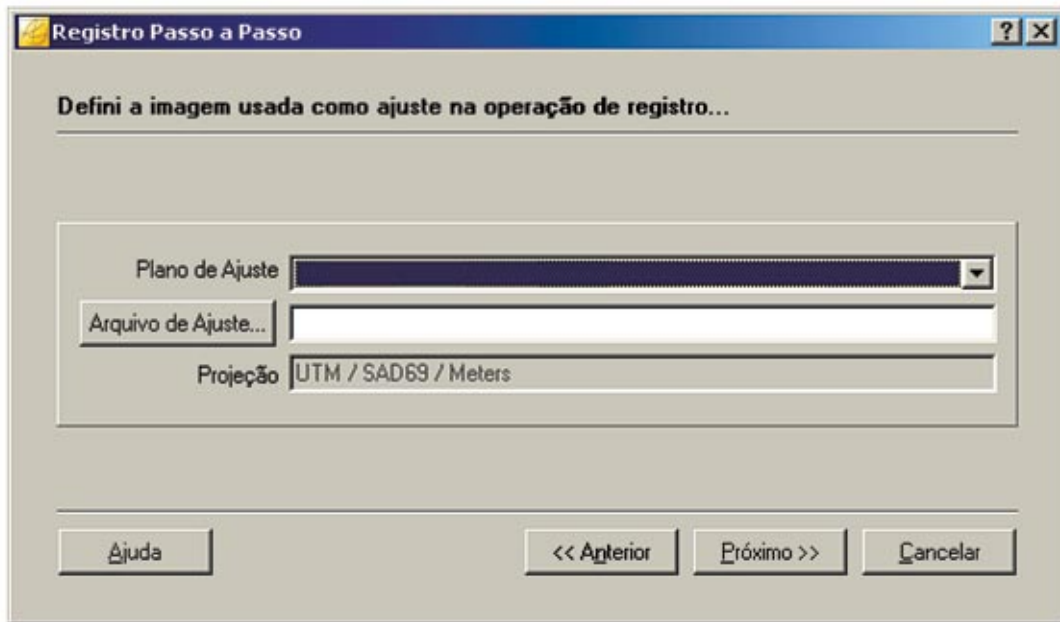 Registro Passo a Passo
Defini a imagem usada como ajuste na operação de registro...
Plano de Ajuste
Arquivo de Ajuste...
Projeção UTM / SAD69 / Meters
Ajuda << Anterior Próximo >> Cancelar